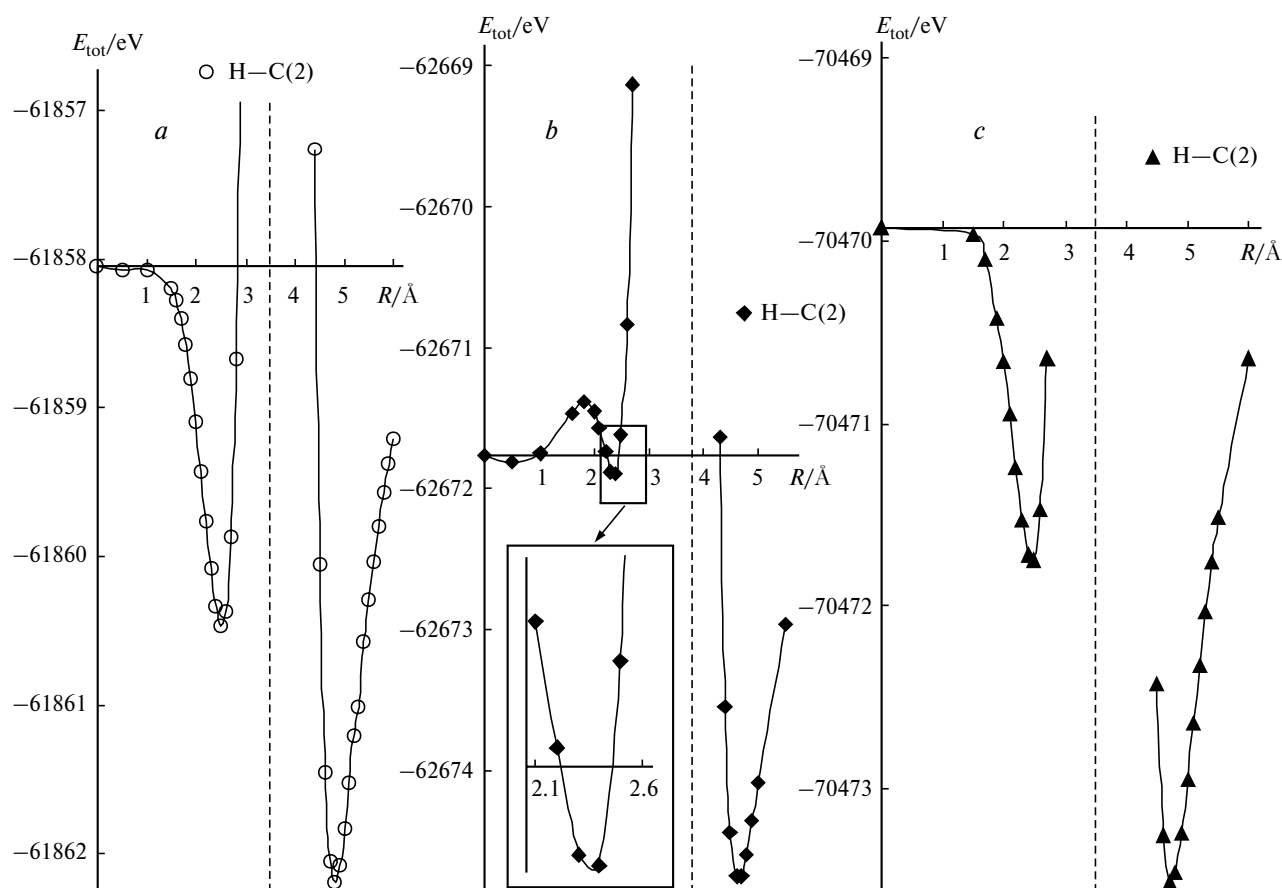 E_tot/eV
H—C(2)
a
−61857
−61858
−61859
−61860
−61861
−61862
1 2 3 4 5 R/Å
E_tot/eV
b
H—C(2)
−62669
−62670
−62671
−62672
−62673
−62674
1 2 3 4 5 R/Å
2.1 2.6
E_tot/eV
c
H—C(2)
−70469
−70470
−70471
−70472
−70473
1 2 3 4 5 R/Å